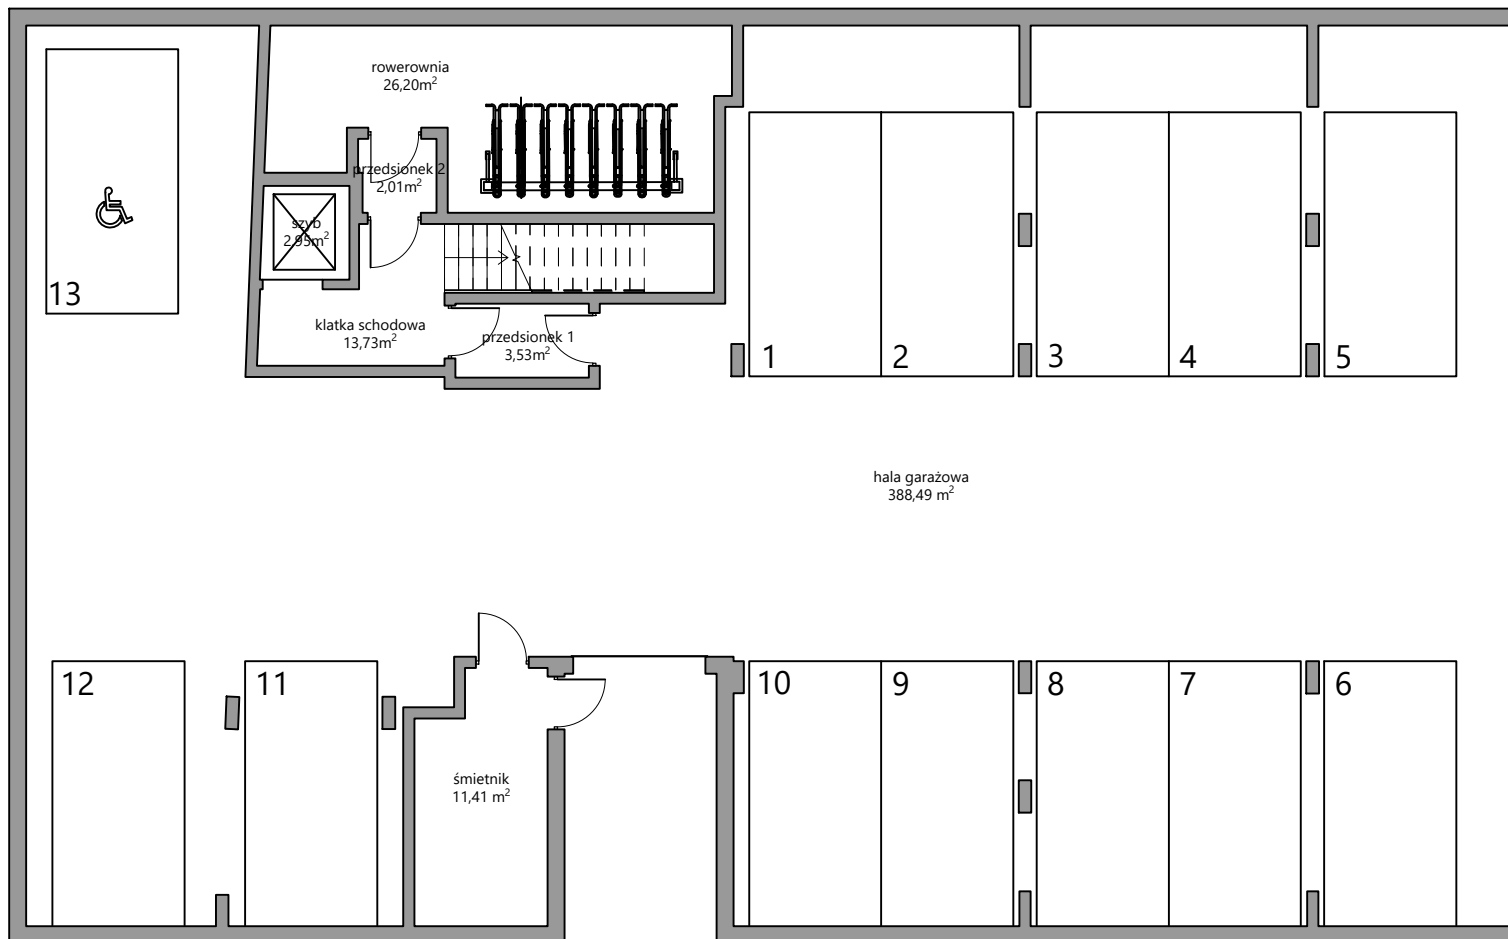 rowerownia
26,20m²
przedsionek 2
2,01m²
szyb
2,95m²
13
klatka schodowa
13,73m²
przedsionek 1
3,53m²
1
2
3
4
5
hala garażowa
388,49 m²
12
11
10
9
8
7
6
śmietnik
11,41 m²